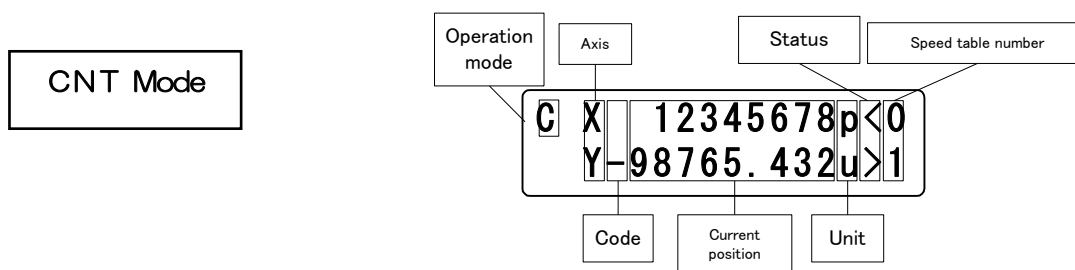 CNT Mode
Operation
mode
Axis
Status
Speed table number
C X 12345678p<0
Y-98765.432u>1
Code
Current
position
Unit